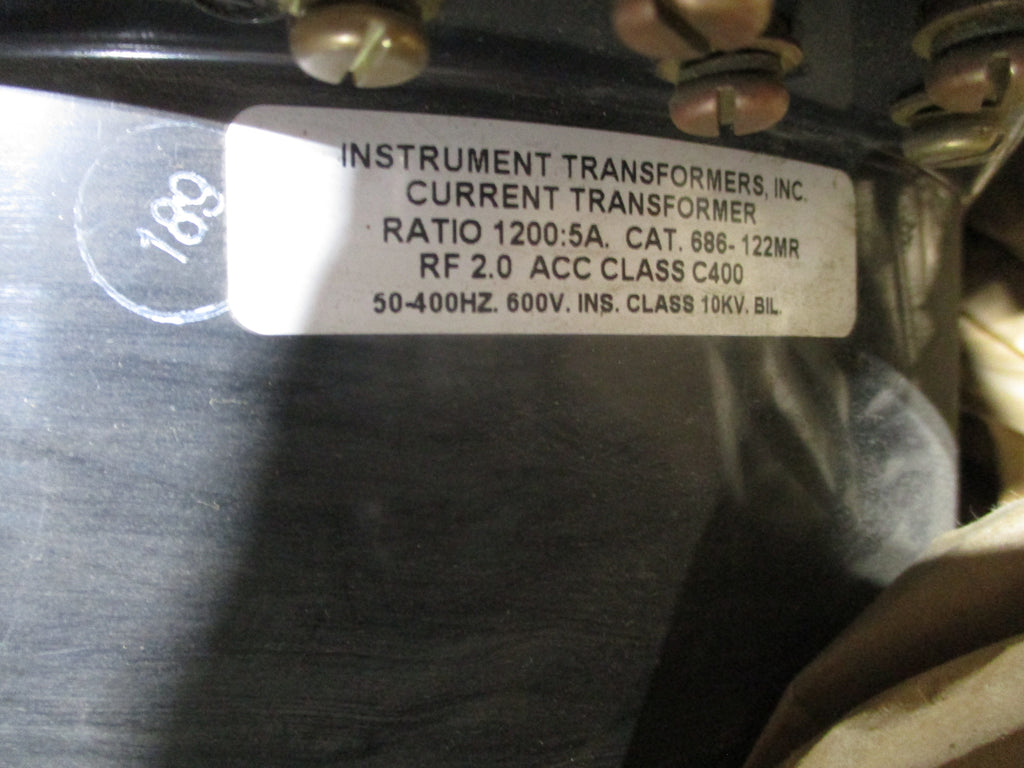 INSTRUMENT TRANSFORMERS, INC.
CURRENT TRANSFORMER
RATIO 1200:5A. CAT. 686-122MR
RF 2.0 ACC CLASS C400
50-400HZ. 600V. INS. CLASS 10KV. BIL.
189